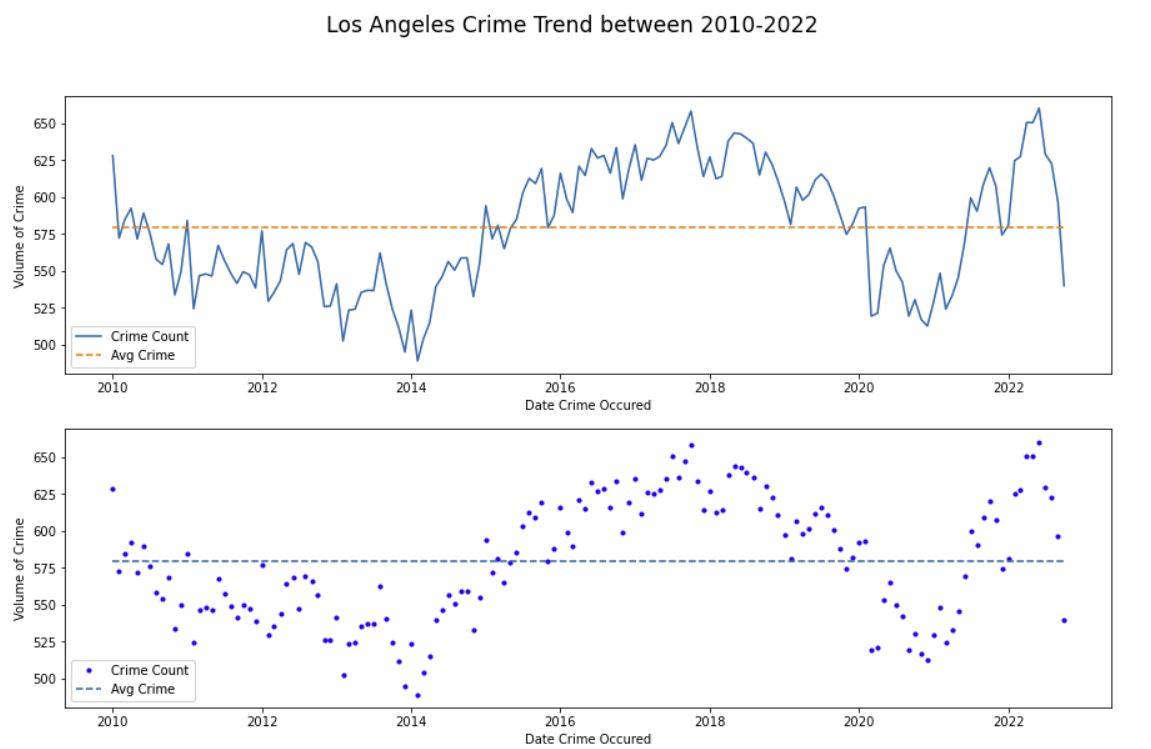 Los Angeles Crime Trend between 2010-2022
650
625
600
575
550
525
500
Volume of Crime
Crime Count
Avg Crime
2010 2012 2014 2016 2018 2020 2022
Date Crime Occured
650
625
600
575
550
525
500
Volume of Crime
Crime Count
Avg Crime
2010 2012 2014 2016 2018 2020 2022
Date Crime Occured